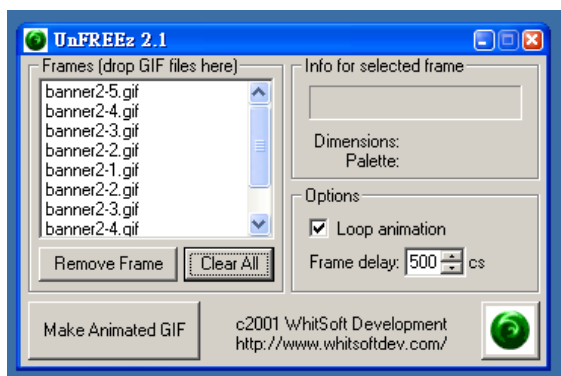 UnFREEz 2.1
Frames (drop GIF files here)
banner2-5.gif
banner2-4.gif
banner2-3.gif
banner2-2.gif
banner2-1.gif
banner2-2.gif
banner2-3.gif
banner2-4.gif
Remove Frame
Clear All
Info for selected frame
Dimensions:
Palette:
Options
Loop animation
Frame delay: 500 cs
Make Animated GIF
c2001 WhitSoft Development
http://www.whitsoftdev.com/